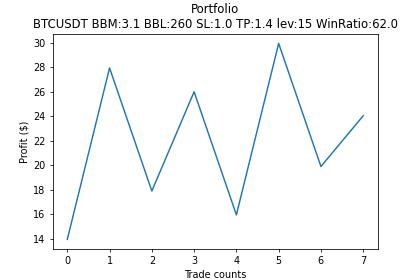 Portfolio
BTCUSDT BBM:3.1 BBL:260 SL:1.0 TP:1.4 lev:15 WinRatio:62.0
30
28
26
24
22
20
18
16
14
Profit ($)
0 1 2 3 4 5 6 7
Trade counts